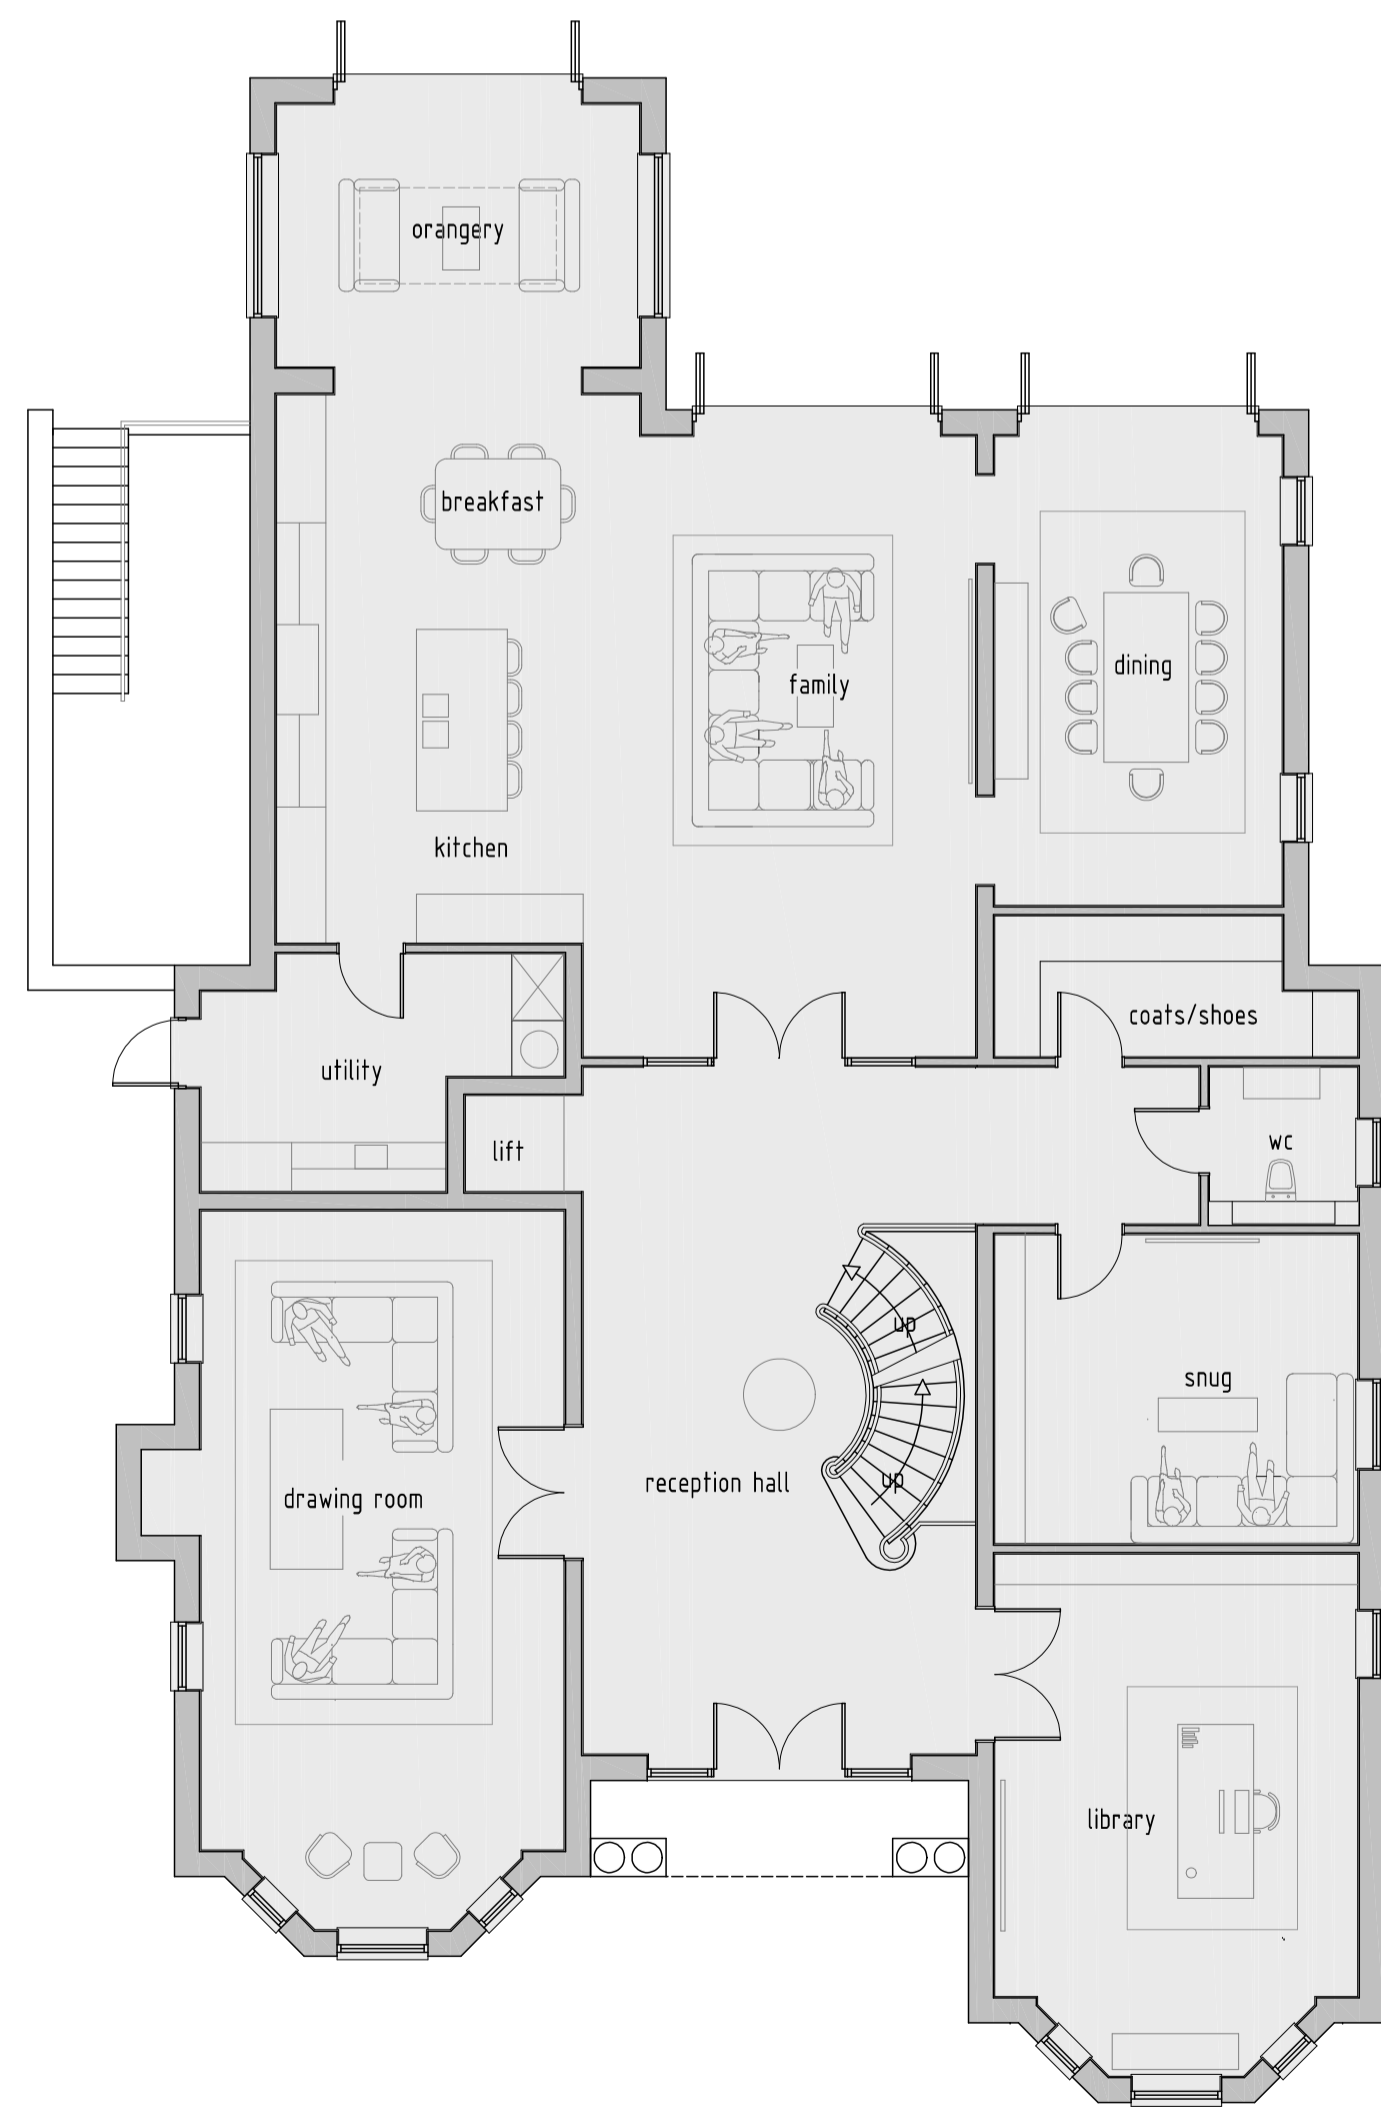 orangery
breakfast
family
dining
kitchen
coats/shoes
utility
wc
lift
up
snug
up
reception hall
drawing room
library